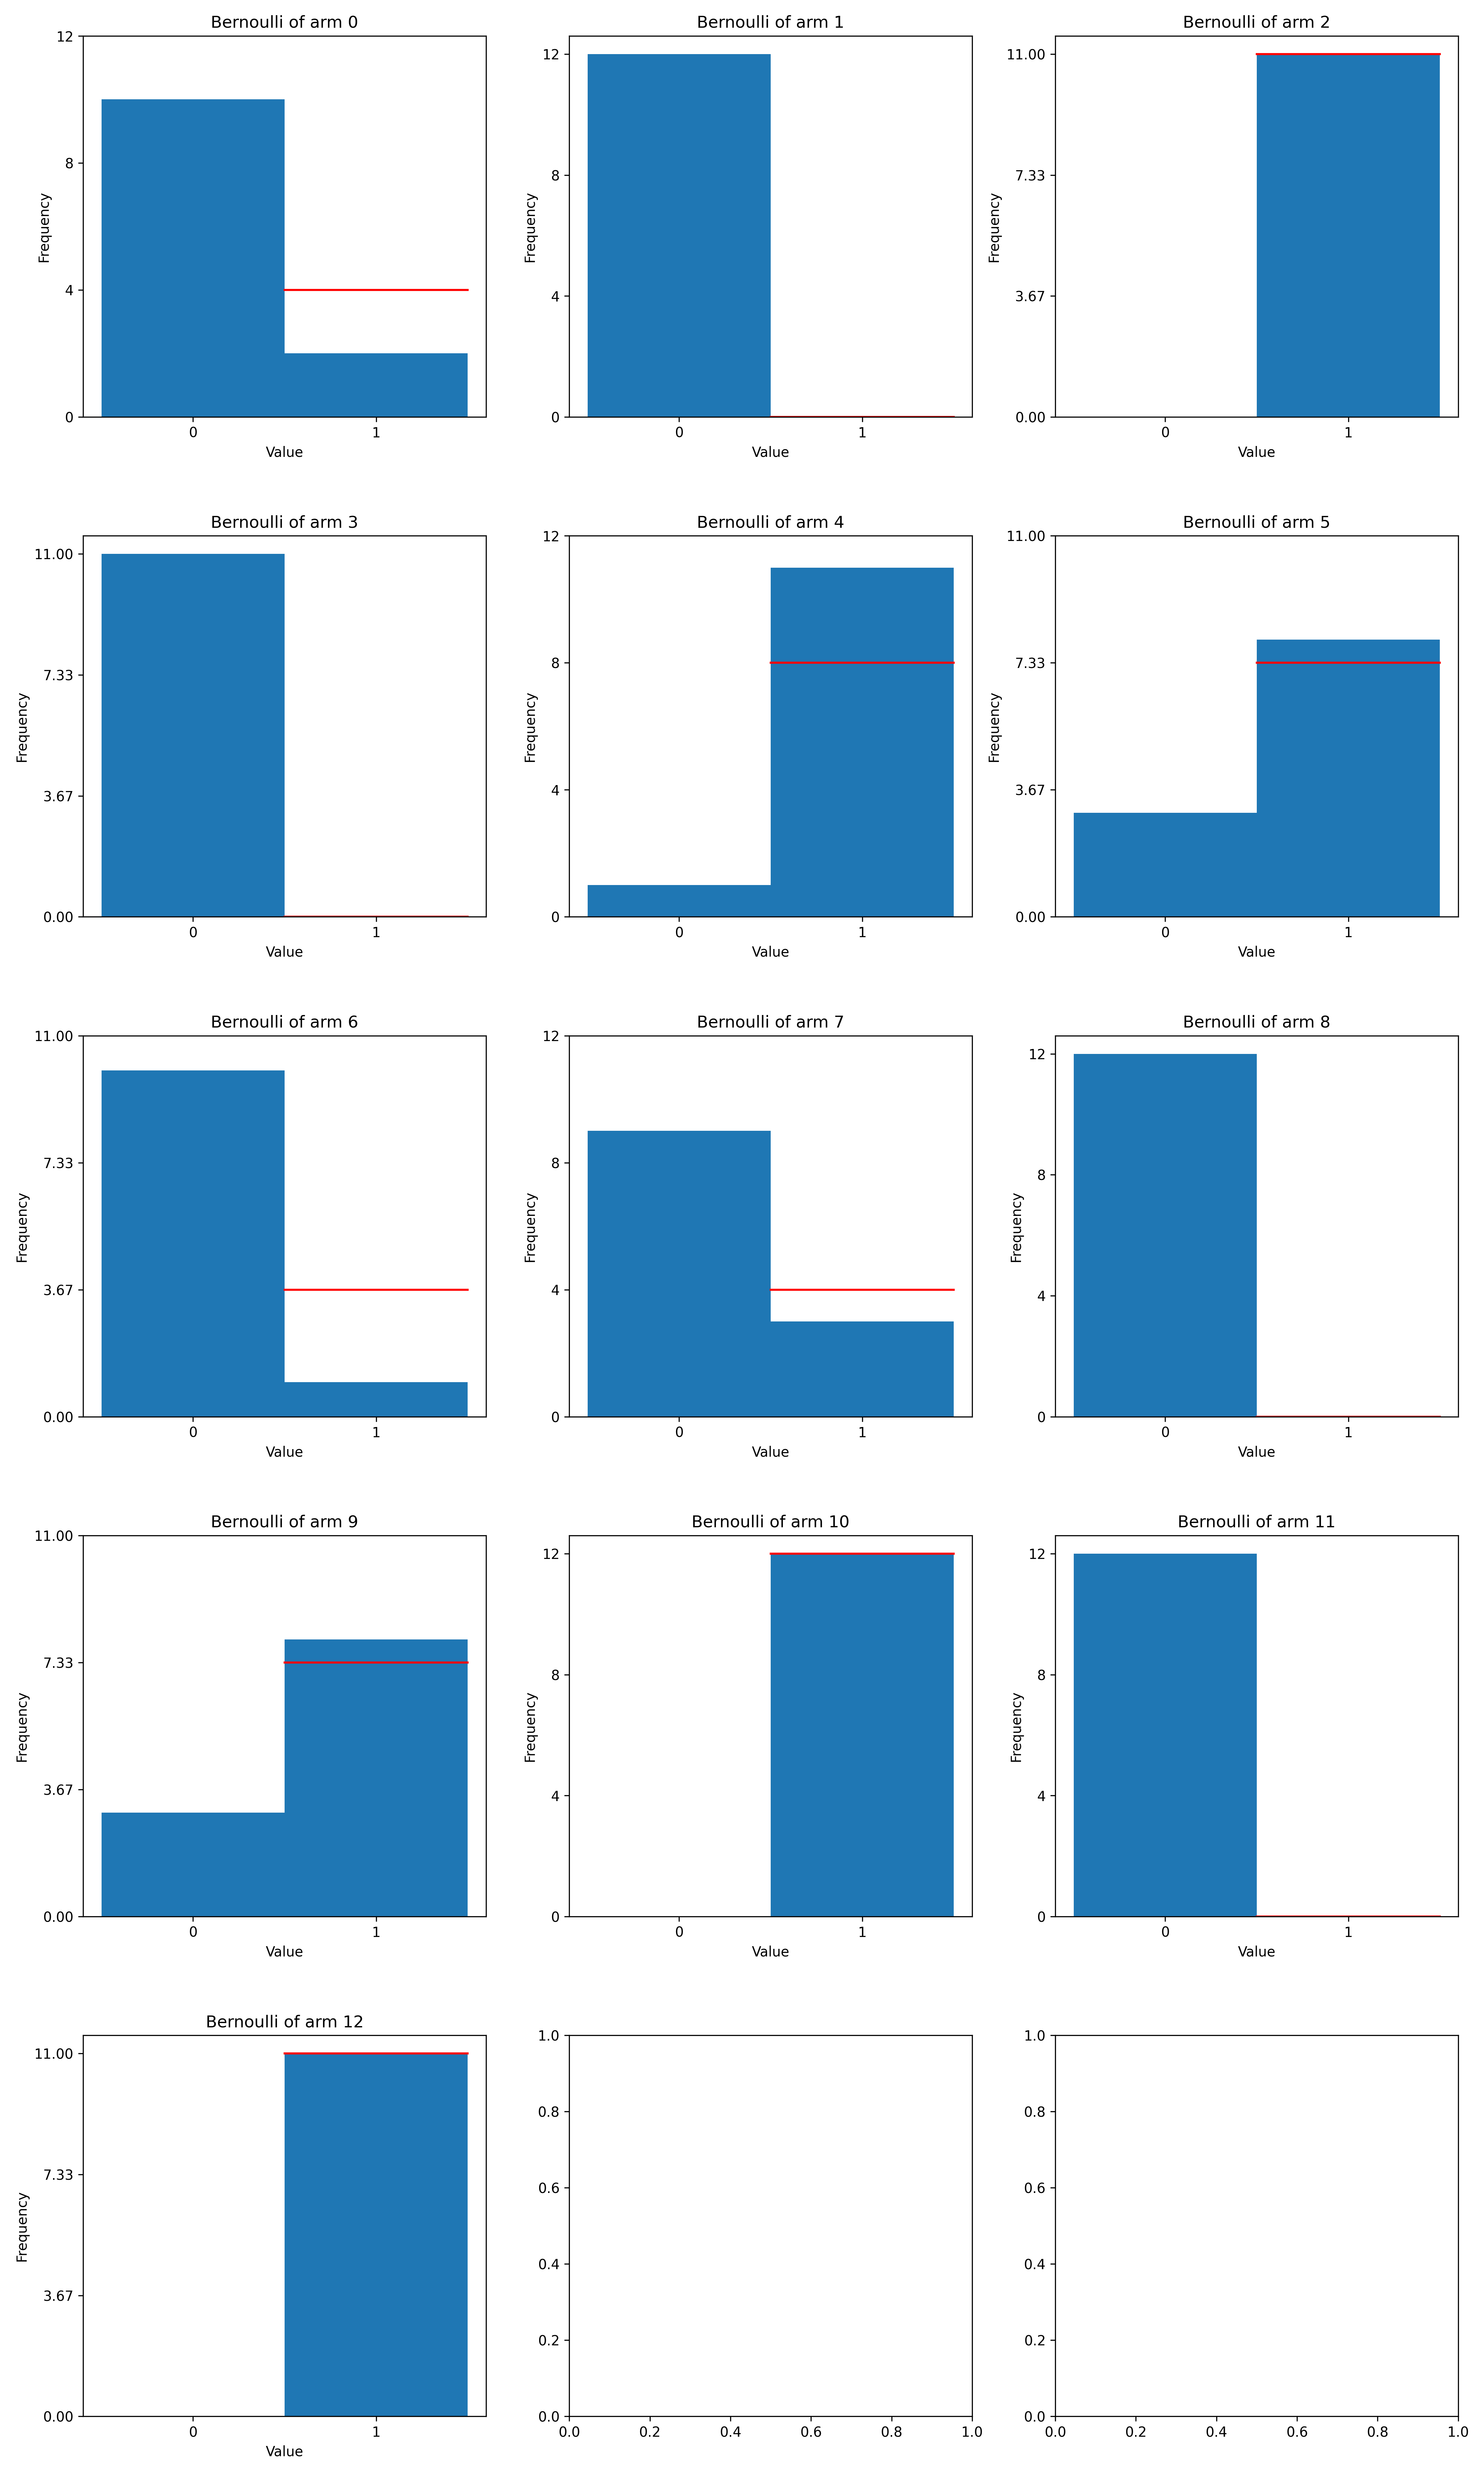 Bernoulli of arm 0
12
8
4
0
Frequency
0 1
Value
Bernoulli of arm 1
12
8
4
0
Frequency
0 1
Value
Bernoulli of arm 2
11.00
7.33
3.67
0.00
Frequency
0 1
Value
Bernoulli of arm 3
11.00
7.33
3.67
0.00
Frequency
0 1
Value
Bernoulli of arm 4
12
8
4
0
Frequency
0 1
Value
Bernoulli of arm 5
11.00
7.33
3.67
0.00
Frequency
0 1
Value
Bernoulli of arm 6
11.00
7.33
3.67
0.00
Frequency
0 1
Value
Bernoulli of arm 7
12
8
4
0
Frequency
0 1
Value
Bernoulli of arm 8
12
8
4
0
Frequency
0 1
Value
Bernoulli of arm 9
11.00
7.33
3.67
0.00
Frequency
0 1
Value
Bernoulli of arm 10
12
8
4
0
Frequency
0 1
Value
Bernoulli of arm 11
12
8
4
0
Frequency
0 1
Value
Bernoulli of arm 12
11.00
7.33
3.67
0.00
Frequency
0 1
Value
1.0
0.8
0.6
0.4
0.2
0.0
0.0 0.2 0.4 0.6 0.8 1.0
1.0
0.8
0.6
0.4
0.2
0.0
0.0 0.2 0.4 0.6 0.8 1.0